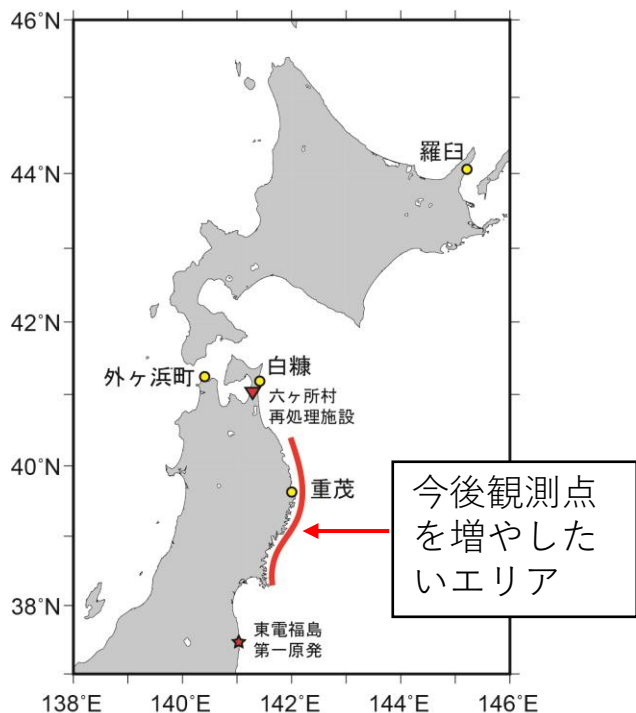 46°N
44°N
42°N
40°N
38°N
138°E
140°E
142°E
144°E
146°E
羅臼
外ヶ浜町
白糠
六ヶ所村
再処理施設
重茂
今後観測点
を増やした
いエリア
東電福島
第一原発